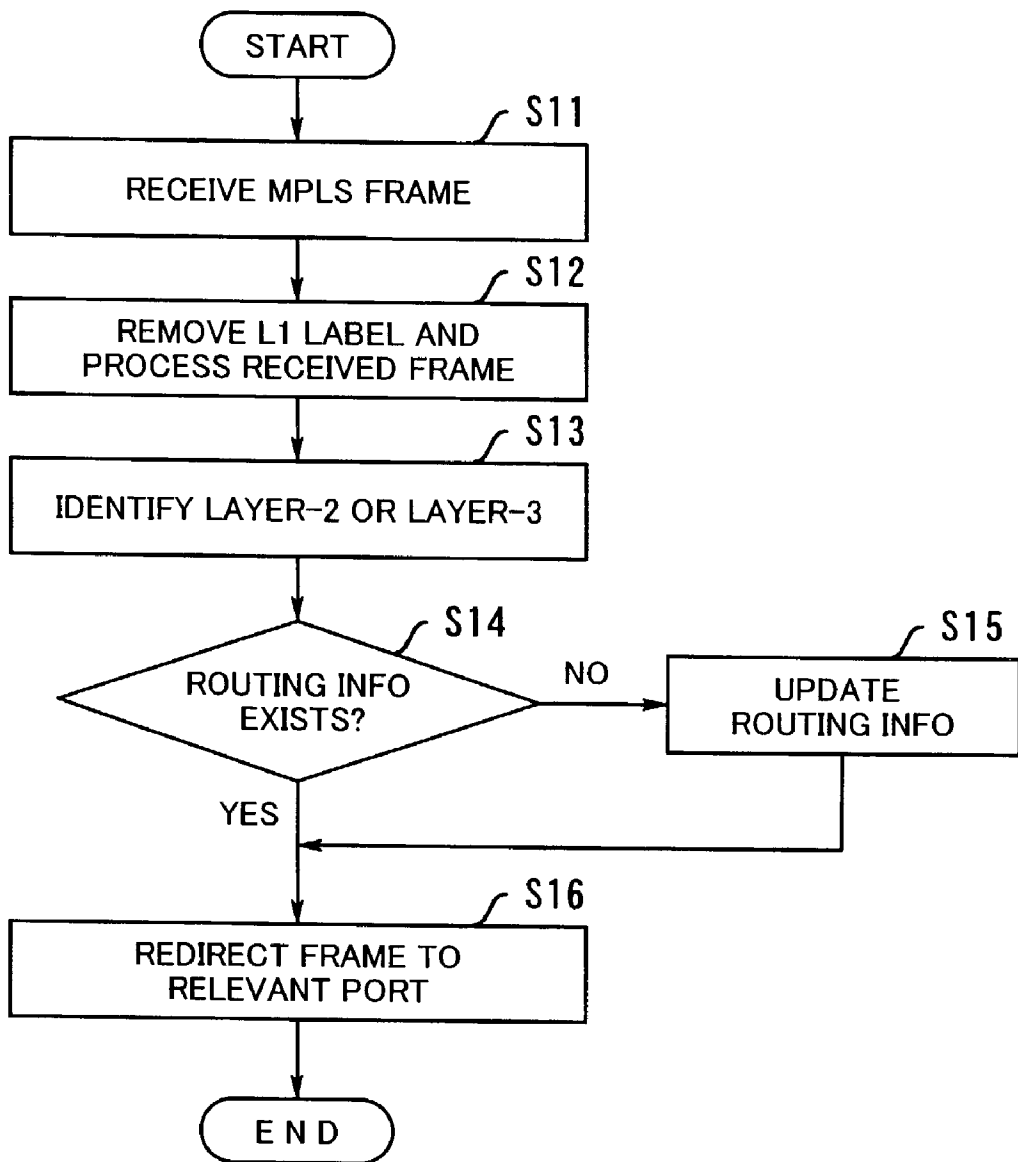 START
S11
RECEIVE MPLS FRAME
S12
REMOVE L1 LABEL AND
PROCESS RECEIVED FRAME
S13
IDENTIFY LAYER-2 OR LAYER-3
S14
ROUTING INFO
EXISTS?
NO
S15
UPDATE
ROUTING INFO
YES
S16
REDIRECT FRAME TO
RELEVANT PORT
END